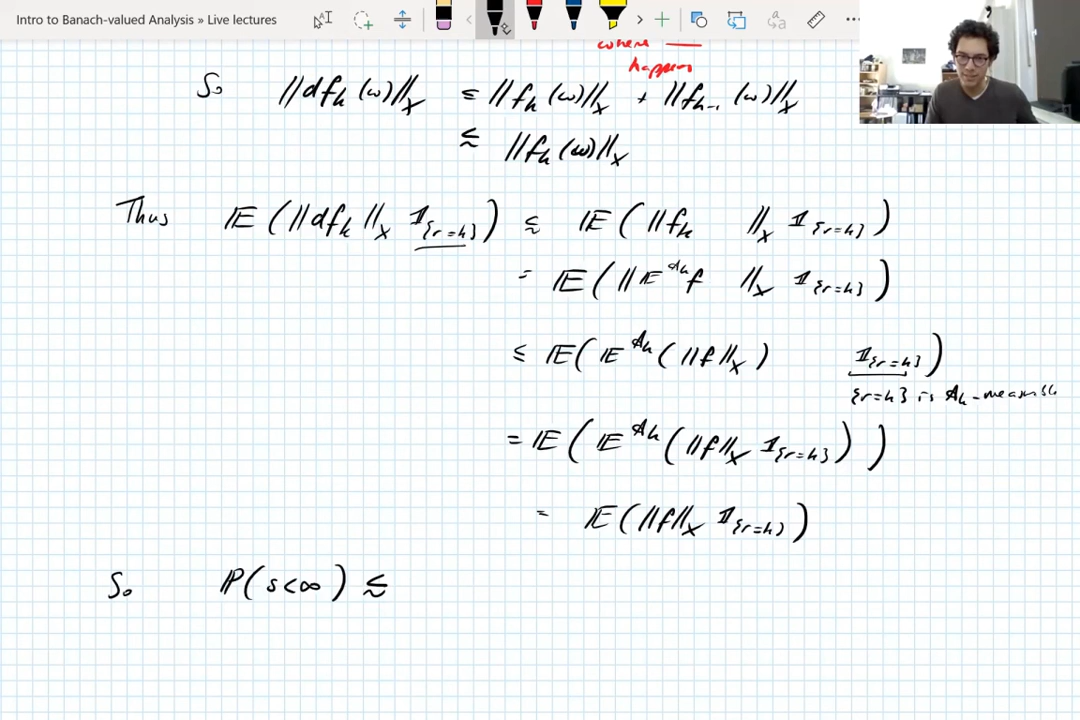 Intro to Banach-valued Analysis » Live lectures
where
happens
So ‖df_k(ω)‖_X ≤ ‖f_k(ω)‖_X + ‖f_{k-1}(ω)‖_X
≲ ‖f_k(ω)‖_X
Thus 𝔼(‖df_k‖_X 𝟙_{r=k}) ≲ 𝔼(‖f_k‖_X 𝟙_{r=k})
= 𝔼(‖𝔼^{A_k} f‖_X 𝟙_{r=k})
≤ 𝔼(𝔼^{A_k}(‖f‖_X) 𝟙_{r=k})
{r=k} is A_k-measurable
= 𝔼(𝔼^{A_k}(‖f‖_X 𝟙_{r=k}))
= 𝔼(‖f‖_X 𝟙_{r=k})
So ℙ(s<∞) ≲